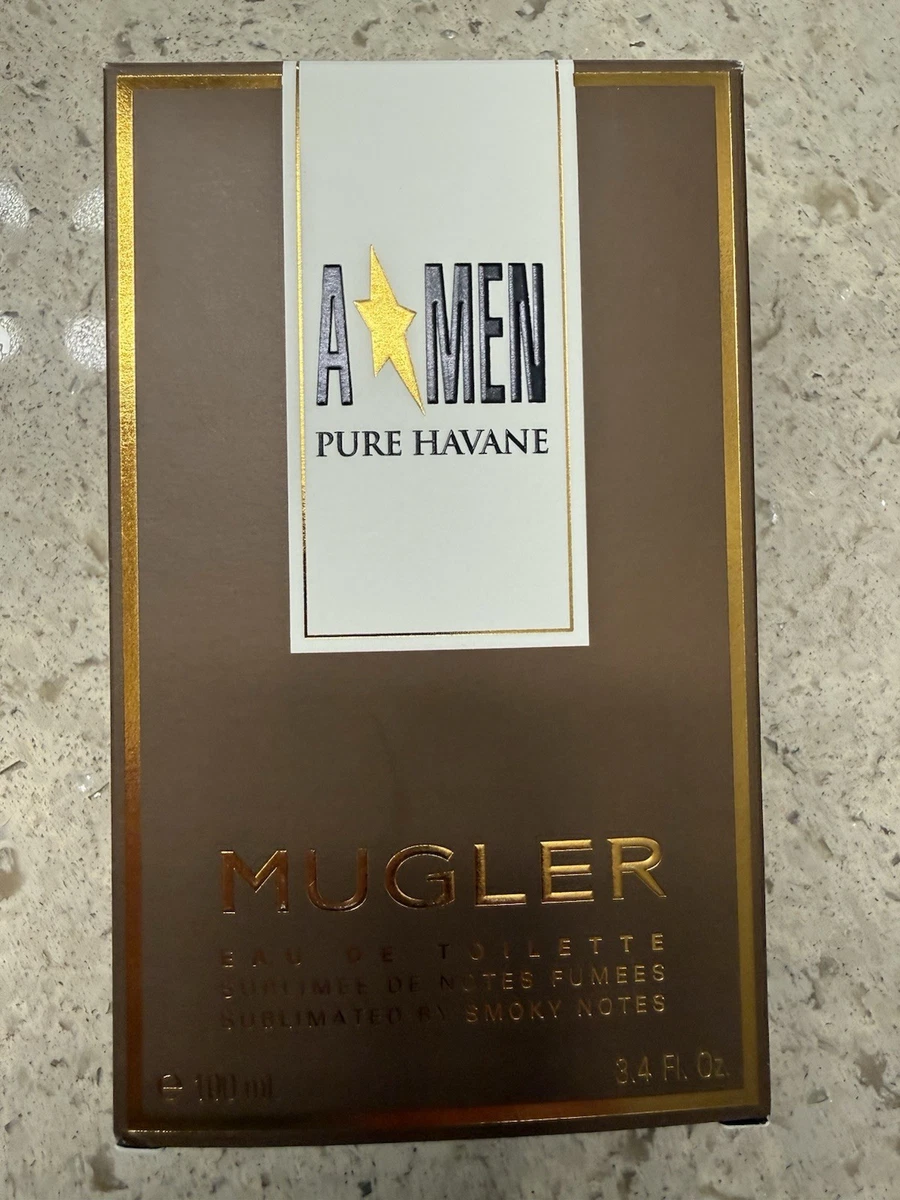 A★MEN
PURE HAVANE
MUGLER
EAU DE TOILETTE
SUBLIMEE DE NOTES FUMEES
SUBLIMATED BY SMOKY NOTES
℮ 100 ml
3.4 Fl. Oz.